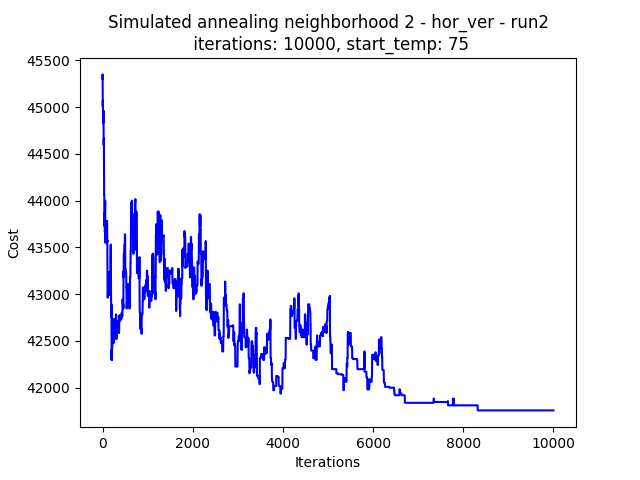 Simulated annealing neighborhood 2 - hor_ver - run2
iterations: 10000, start_temp: 75
45500
45000
44500
44000
43500
43000
42500
42000
Cost
0 2000 4000 6000 8000 10000
Iterations